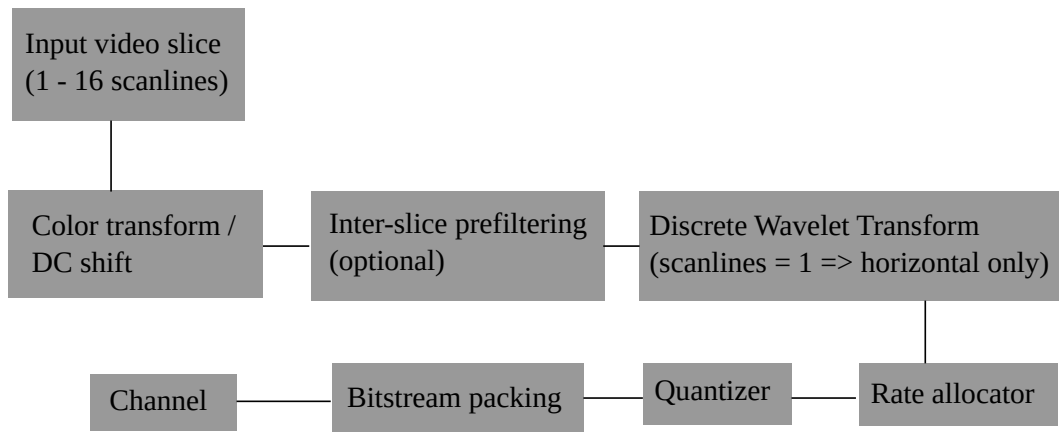 Input video slice
(1 - 16 scanlines)
Color transform /
DC shift
Inter-slice prefiltering
(optional)
Discrete Wavelet Transform
(scanlines = 1 => horizontal only)
Rate allocator
Quantizer
Bitstream packing
Channel